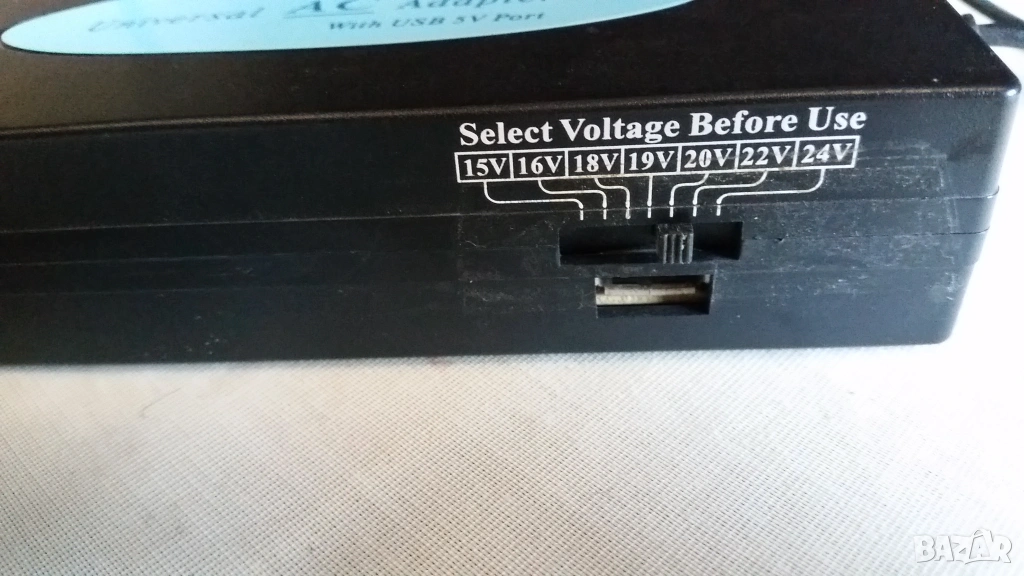 Universal AC Adapter
With USB 5V Port
Select Voltage Before Use
15V 16V 18V 19V 20V 22V 24V
BAZAR